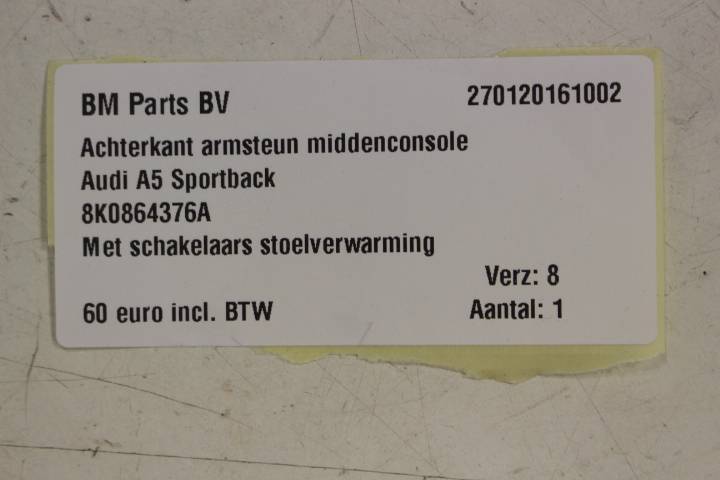 BM Parts BV 270120161002
Achterkant armsteun middenconsole
Audi A5 Sportback
8K0864376A
Met schakelaars stoelverwarming
Verz: 8
60 euro incl. BTW Aantal: 1